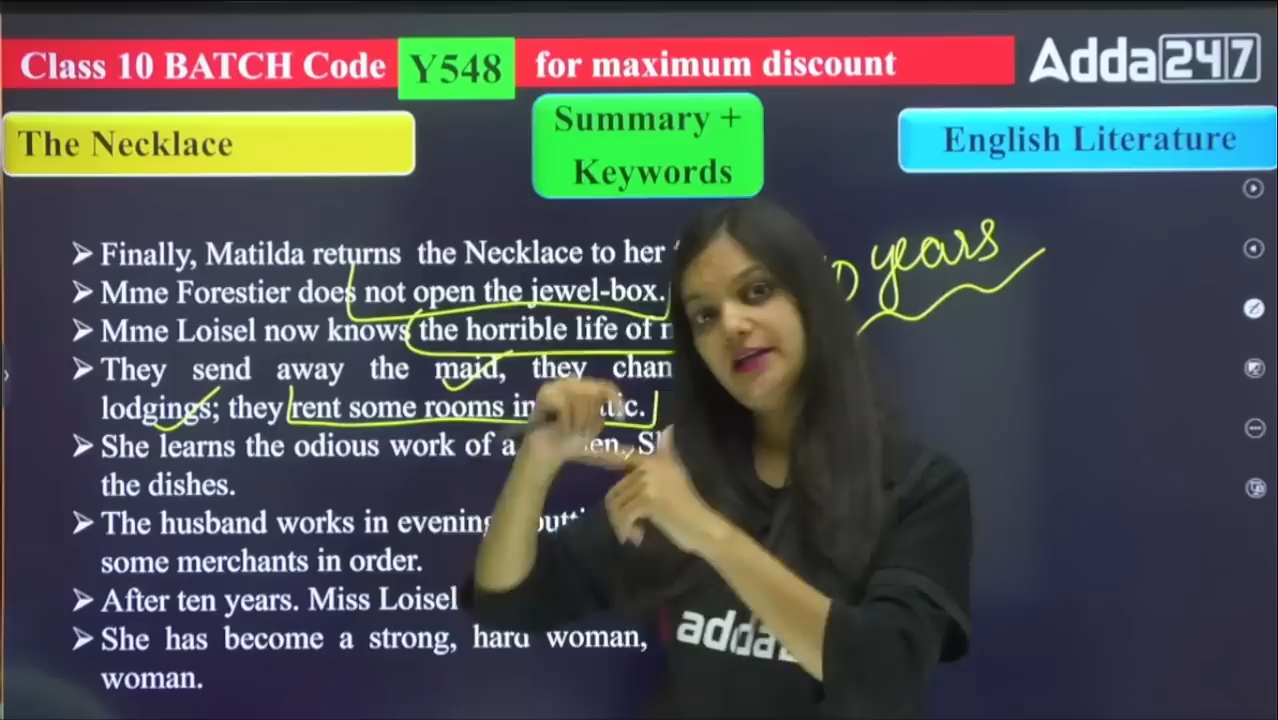 Class 10 BATCH Code Y548 for maximum discount
Adda247
The Necklace
Summary +
Keywords
English Literature
years
➢ Finally, Matilda returns the Necklace to her
➢ Mme Forestier does not open the jewel-box.
➢ Mme Loisel now knows the horrible life of
➢ They send away the maid, they
lodgings; they rent some rooms in
➢ She learns the odious work of a
the dishes.
➢ The husband works in evening
some merchants in order.
➢ After ten years. Miss Loisel
➢ She has become a strong, hard woman,
woman.